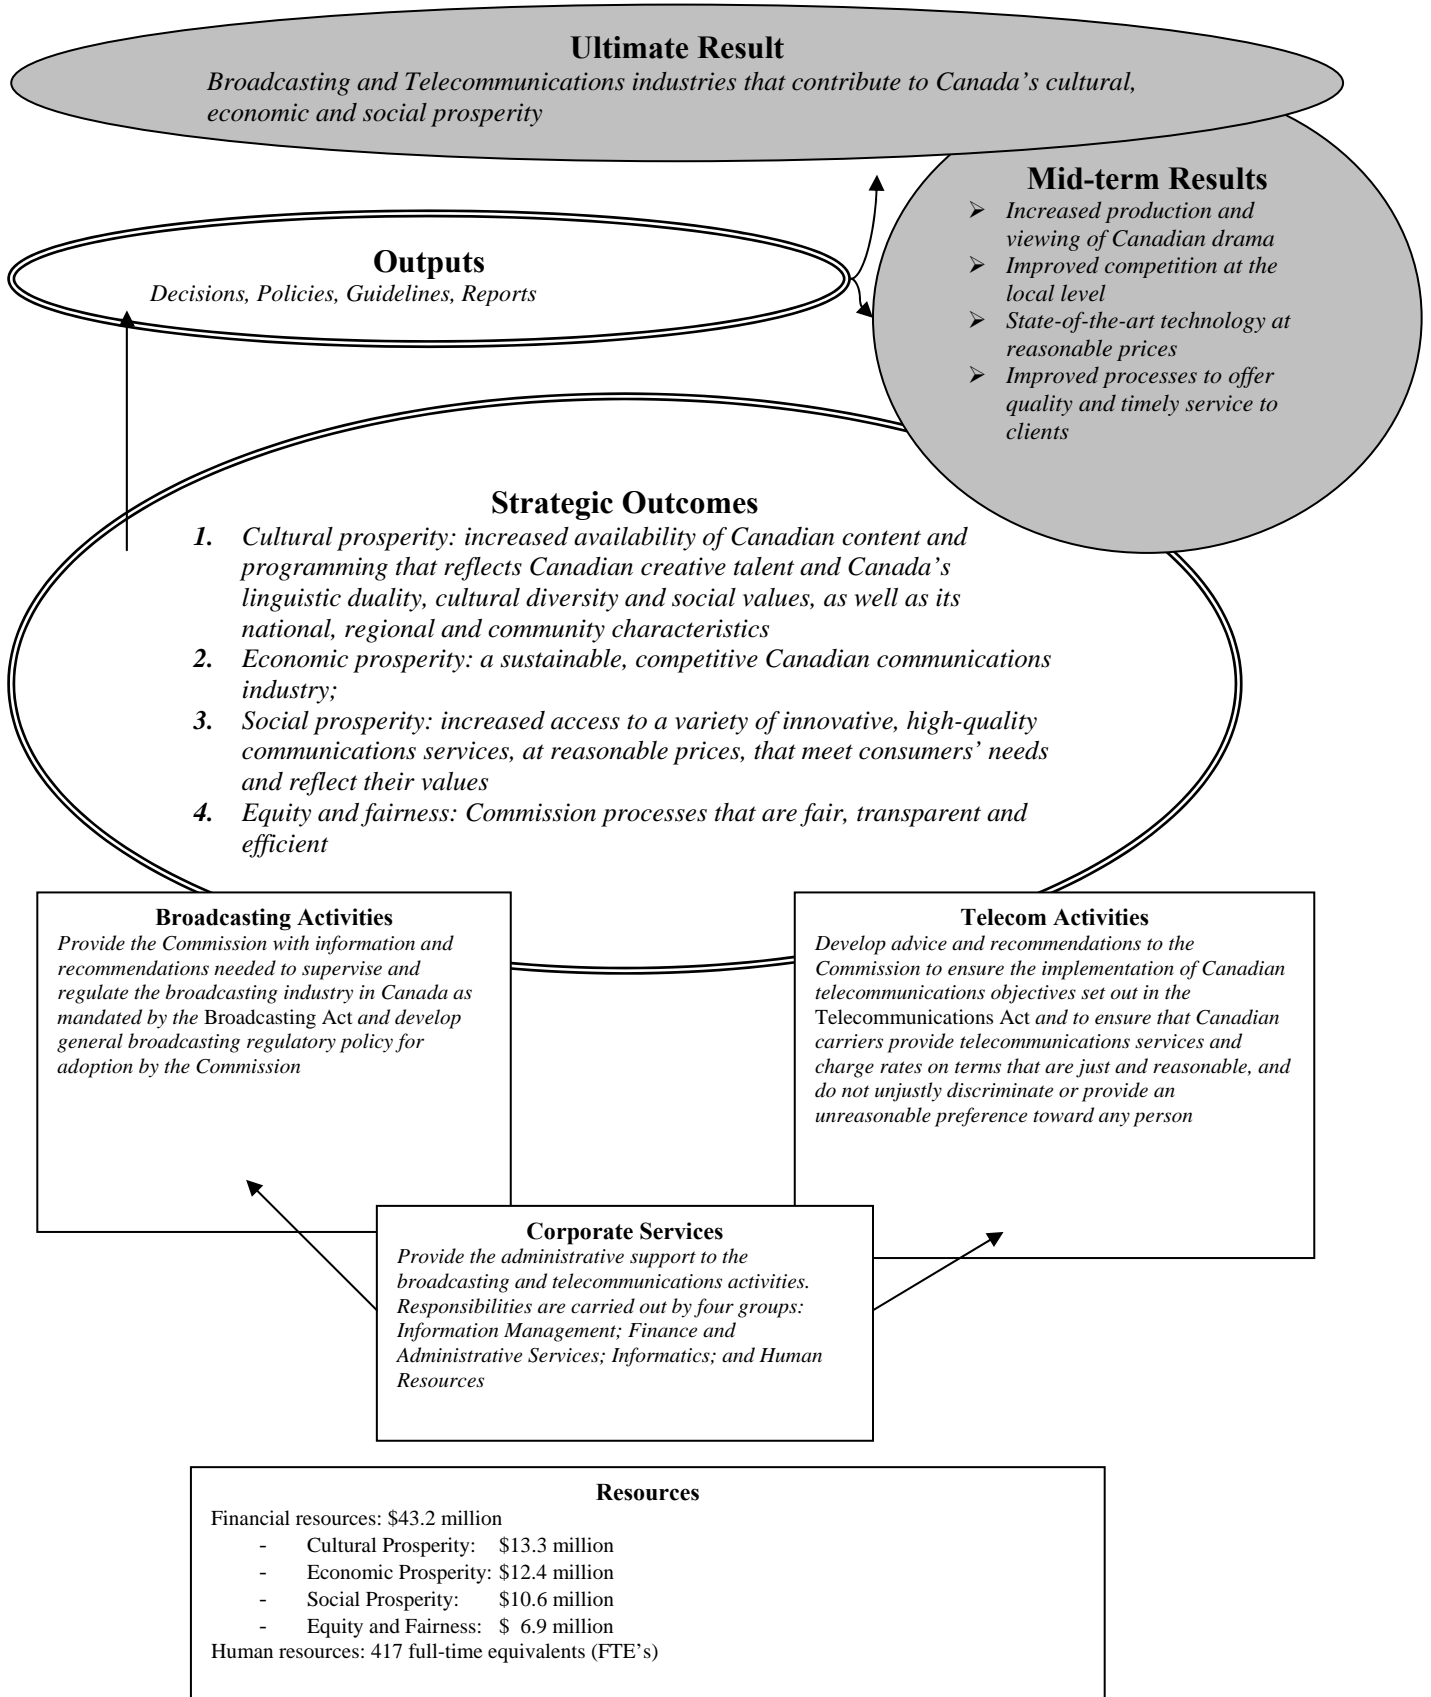 Ultimate Result
Broadcasting and Telecommunications industries that contribute to Canada’s cultural,
economic and social prosperity
Mid-term Results
➢ Increased production and
viewing of Canadian drama
➢ Improved competition at the
local level
➢ State-of-the-art technology at
reasonable prices
➢ Improved processes to offer
quality and timely service to
clients
Outputs
Decisions, Policies, Guidelines, Reports
Strategic Outcomes
1. Cultural prosperity: increased availability of Canadian content and
programming that reflects Canadian creative talent and Canada’s
linguistic duality, cultural diversity and social values, as well as its
national, regional and community characteristics
2. Economic prosperity: a sustainable, competitive Canadian communications
industry;
3. Social prosperity: increased access to a variety of innovative, high-quality
communications services, at reasonable prices, that meet consumers’ needs
and reflect their values
4. Equity and fairness: Commission processes that are fair, transparent and
efficient
Broadcasting Activities
Provide the Commission with information and
recommendations needed to supervise and
regulate the broadcasting industry in Canada as
mandated by the Broadcasting Act and develop
general broadcasting regulatory policy for
adoption by the Commission
Telecom Activities
Develop advice and recommendations to the
Commission to ensure the implementation of Canadian
telecommunications objectives set out in the
Telecommunications Act and to ensure that Canadian
carriers provide telecommunications services and
charge rates on terms that are just and reasonable, and
do not unjustly discriminate or provide an
unreasonable preference toward any person
Corporate Services
Provide the administrative support to the
broadcasting and telecommunications activities.
Responsibilities are carried out by four groups:
Information Management; Finance and
Administrative Services; Informatics; and Human
Resources
Resources
Financial resources: $43.2 million
- Cultural Prosperity: $13.3 million
- Economic Prosperity: $12.4 million
- Social Prosperity: $10.6 million
- Equity and Fairness: $ 6.9 million
Human resources: 417 full-time equivalents (FTE’s)